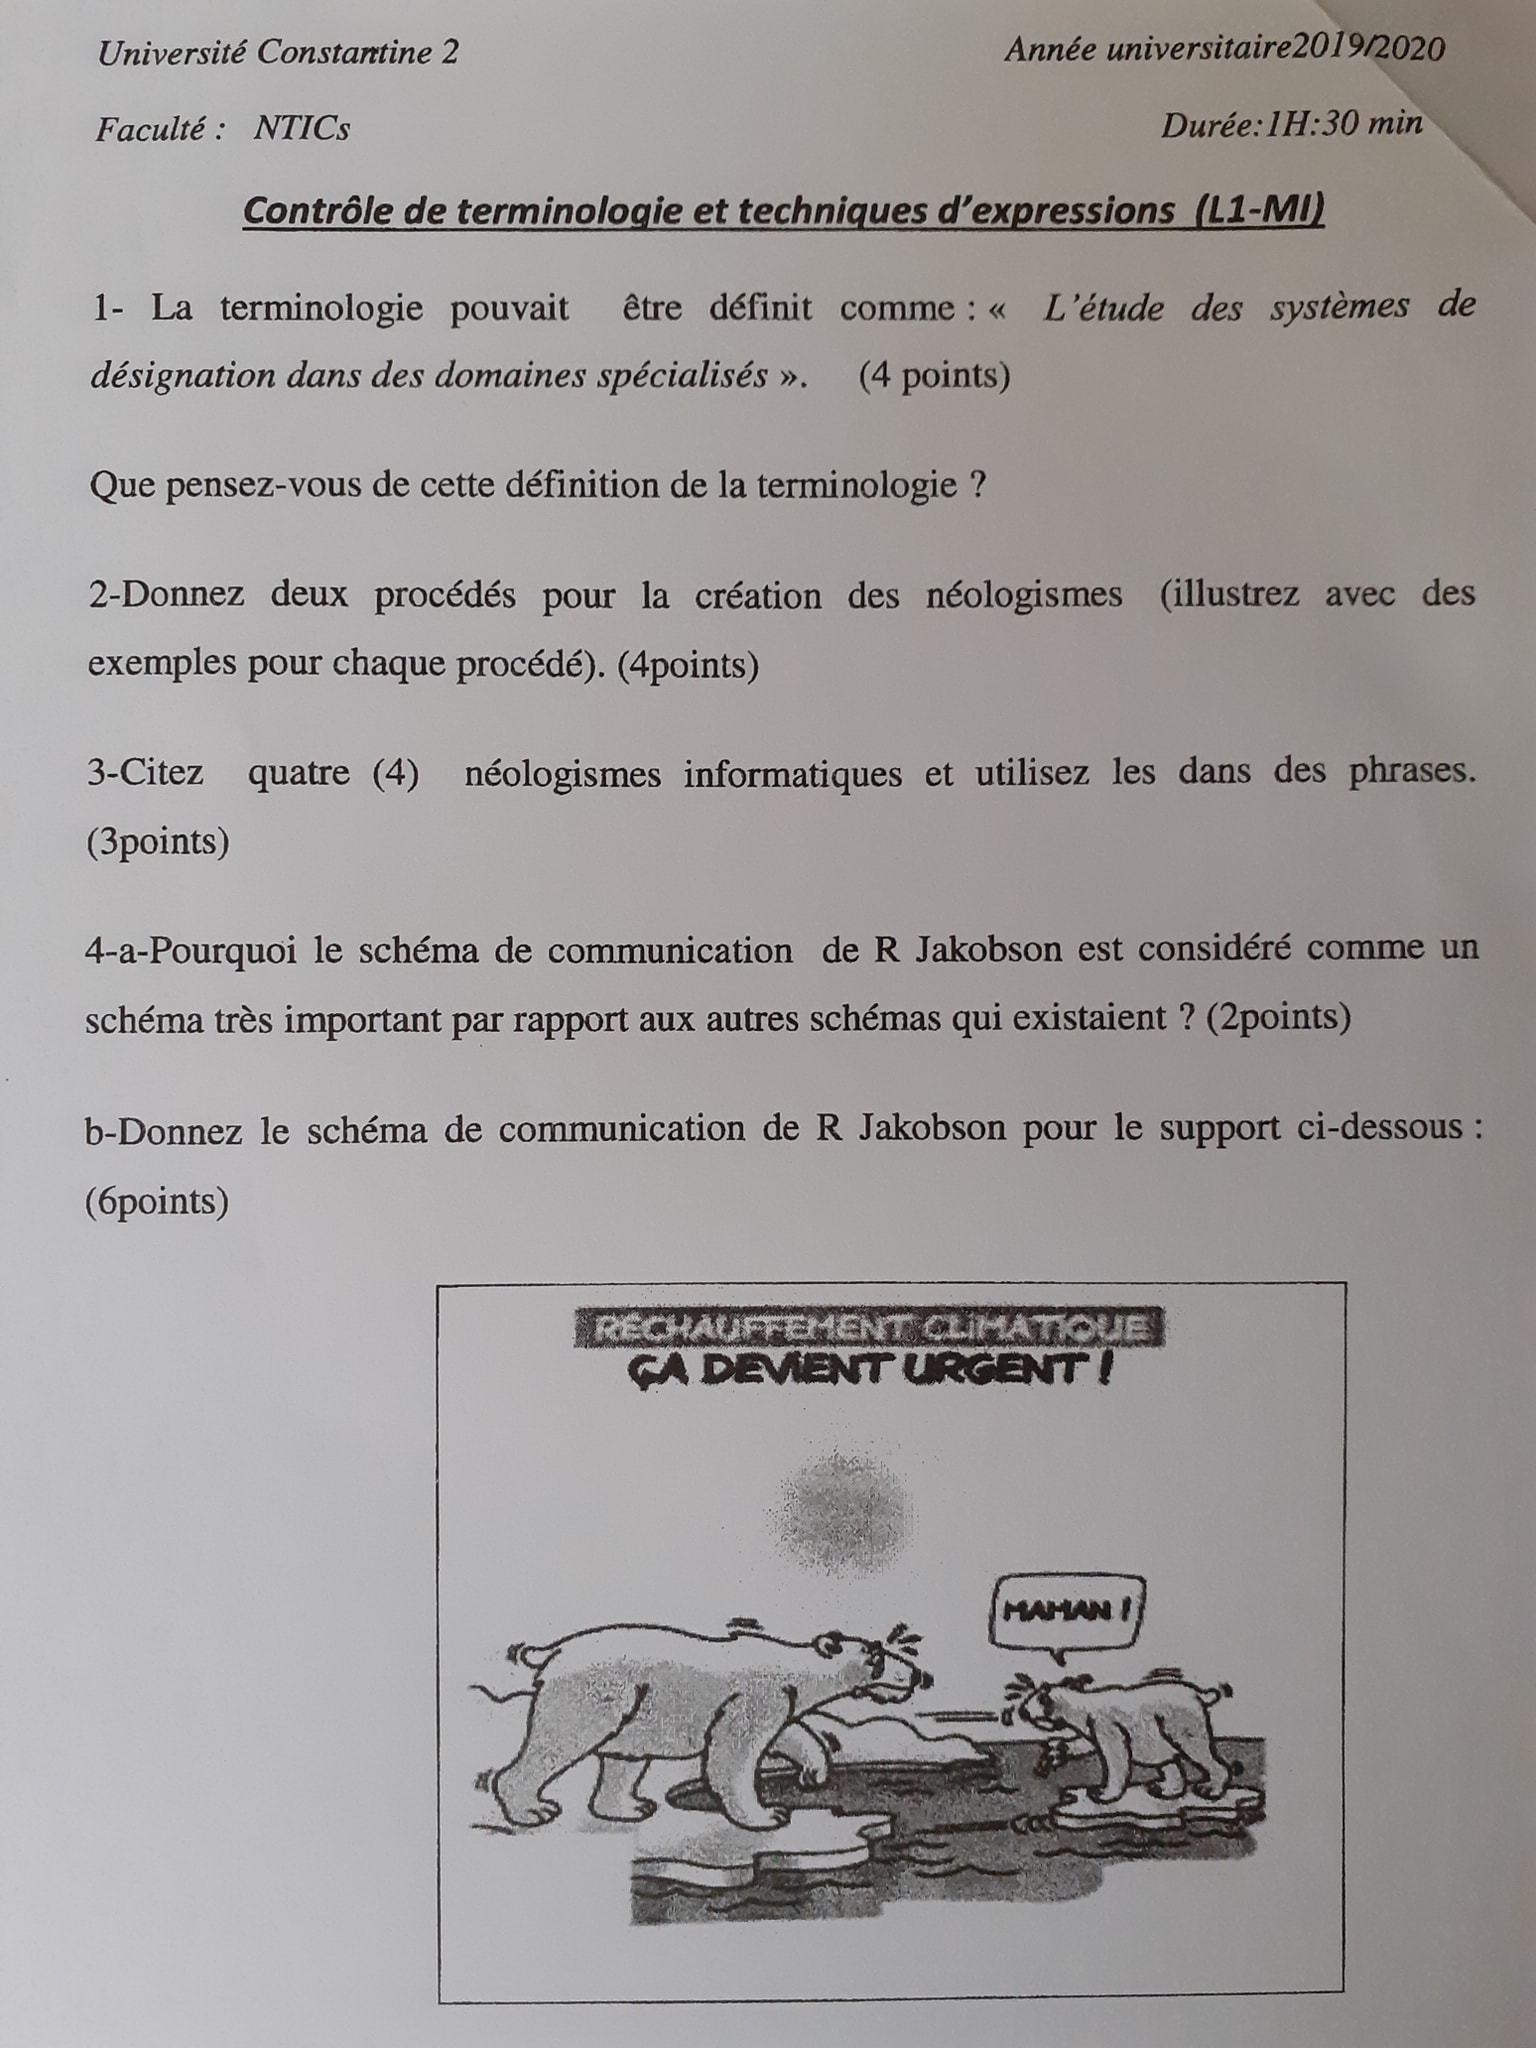 Université Constantine 2
Année universitaire2019/2020
Faculté : NTICs
Durée:1H:30 min
Contrôle de terminologie et techniques d'expressions (L1-MI)
1- La terminologie pouvait être définit comme : « L'étude des systèmes de
désignation dans des domaines spécialisés ». (4 points)
Que pensez-vous de cette définition de la terminologie ?
2-Donnez deux procédés pour la création des néologismes (illustrez avec des
exemples pour chaque procédé). (4points)
3-Citez quatre (4) néologismes informatiques et utilisez les dans des phrases.
(3points)
4-a-Pourquoi le schéma de communication de R Jakobson est considéré comme un
schéma très important par rapport aux autres schémas qui existaient ? (2points)
b-Donnez le schéma de communication de R Jakobson pour le support ci-dessous :
(6points)
RÉCHAUFFEMENT CLIMATIQUE
ÇA DEVIENT URGENT !
MAMAN !